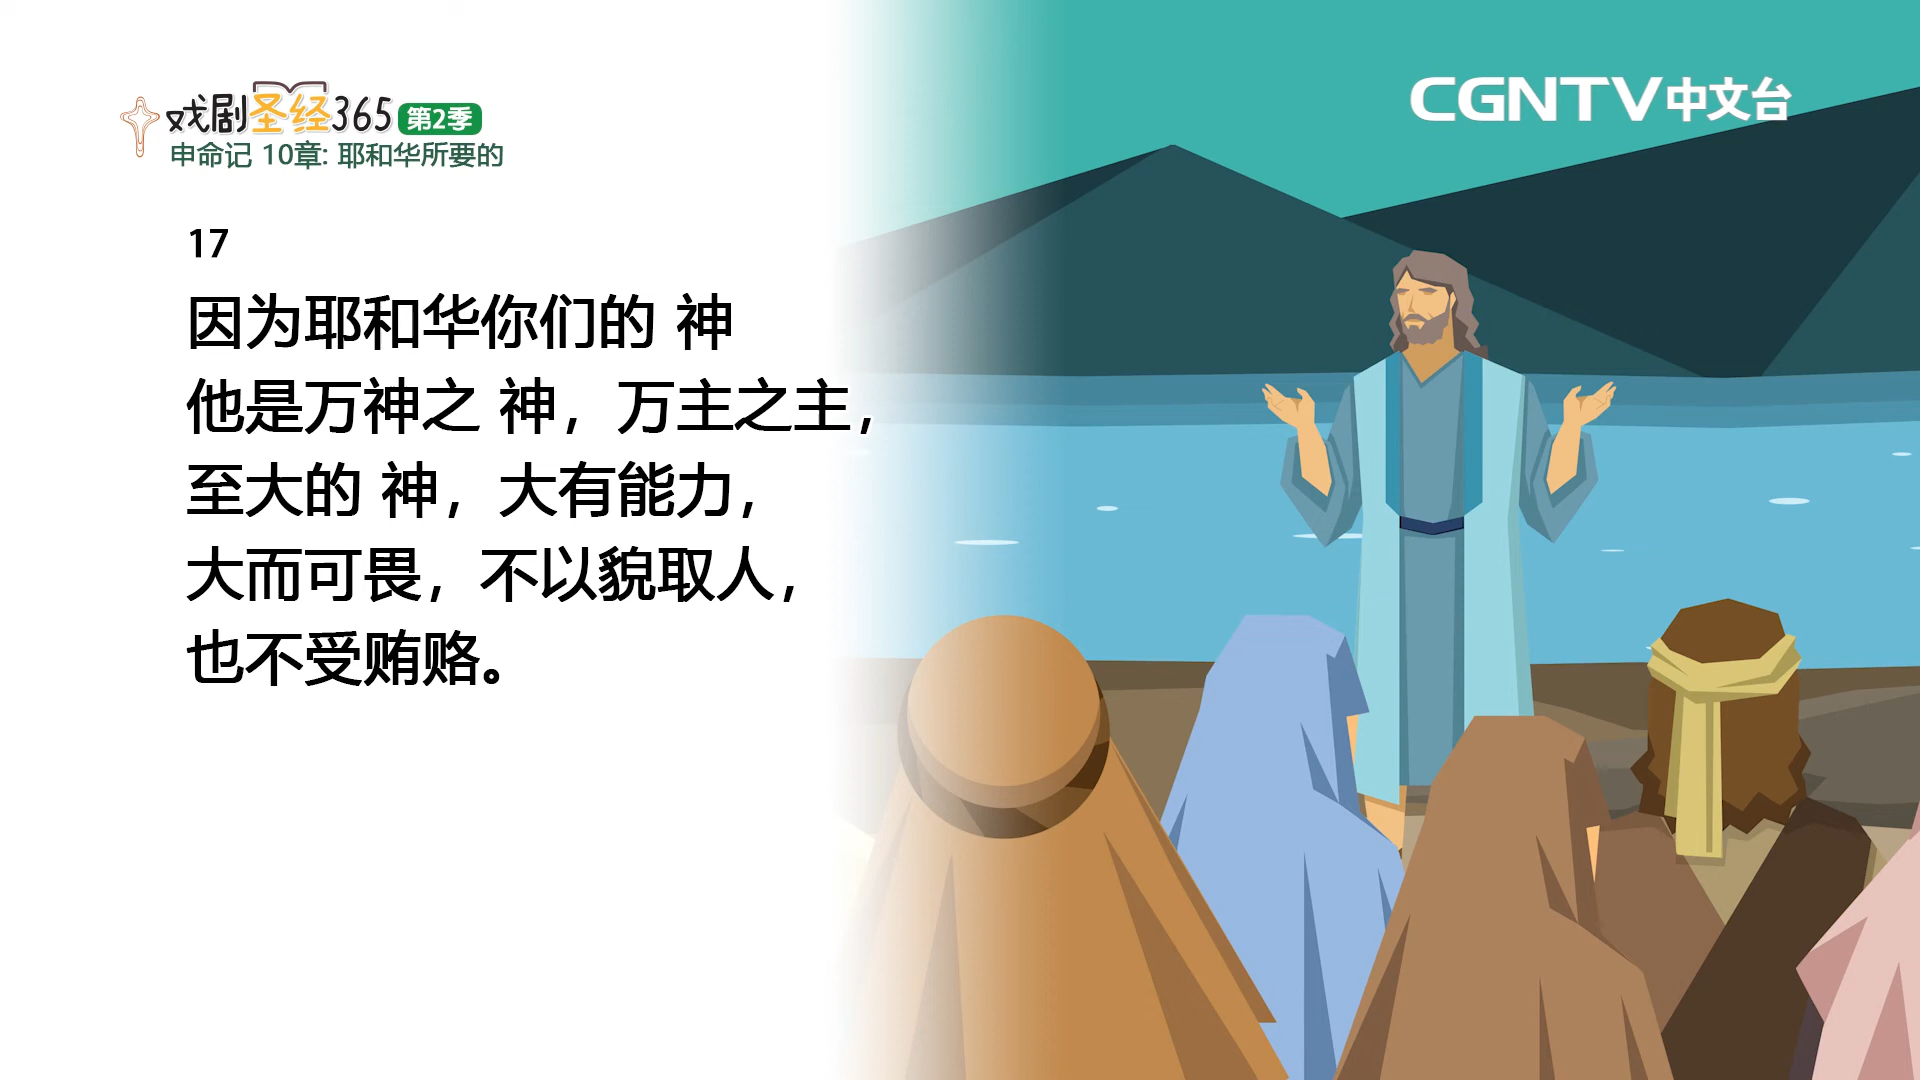 戏剧圣经365 第2季
CGNTV中文台
申命记 10章: 耶和华所要的
17
因为耶和华你们的 神
他是万神之 神，万主之主，
至大的 神，大有能力，
大而可畏，不以貌取人，
也不受贿赂。